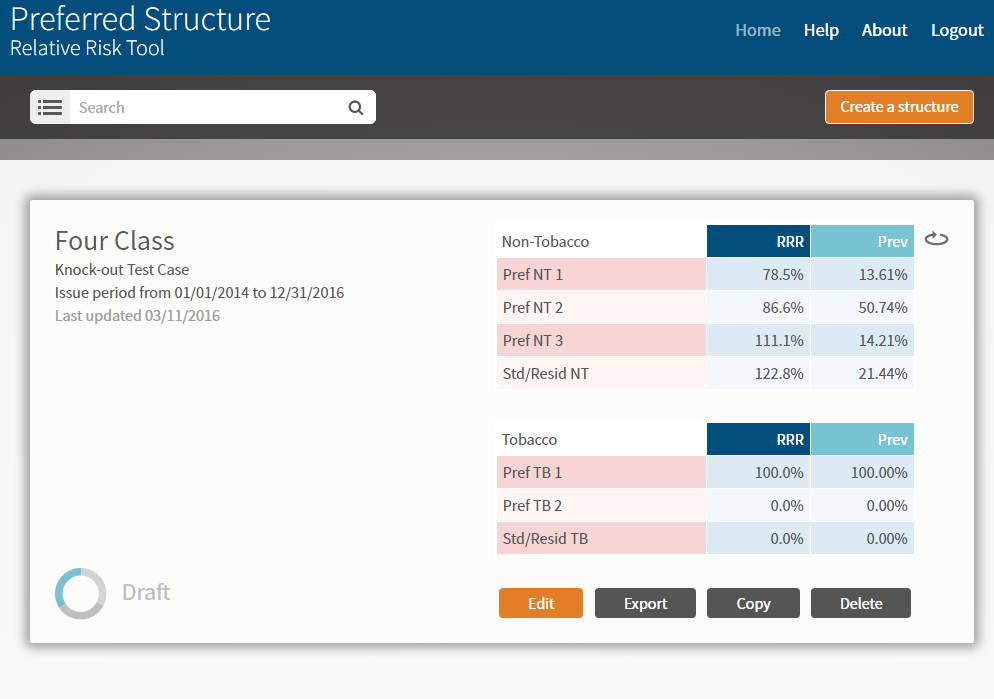 Preferred Structure
Relative Risk Tool
Home Help About Logout
Search
Create a structure
Four Class
Knock-out Test Case
Issue period from 01/01/2014 to 12/31/2016
Last updated 03/11/2016
Non-Tobacco RRR Prev
Pref NT 1 78.5% 13.61%
Pref NT 2 86.6% 50.74%
Pref NT 3 111.1% 14.21%
Std/Resid NT 122.8% 21.44%
Tobacco RRR Prev
Pref TB 1 100.0% 100.00%
Pref TB 2 0.0% 0.00%
Std/Resid TB 0.0% 0.00%
Draft
Edit Export Copy Delete